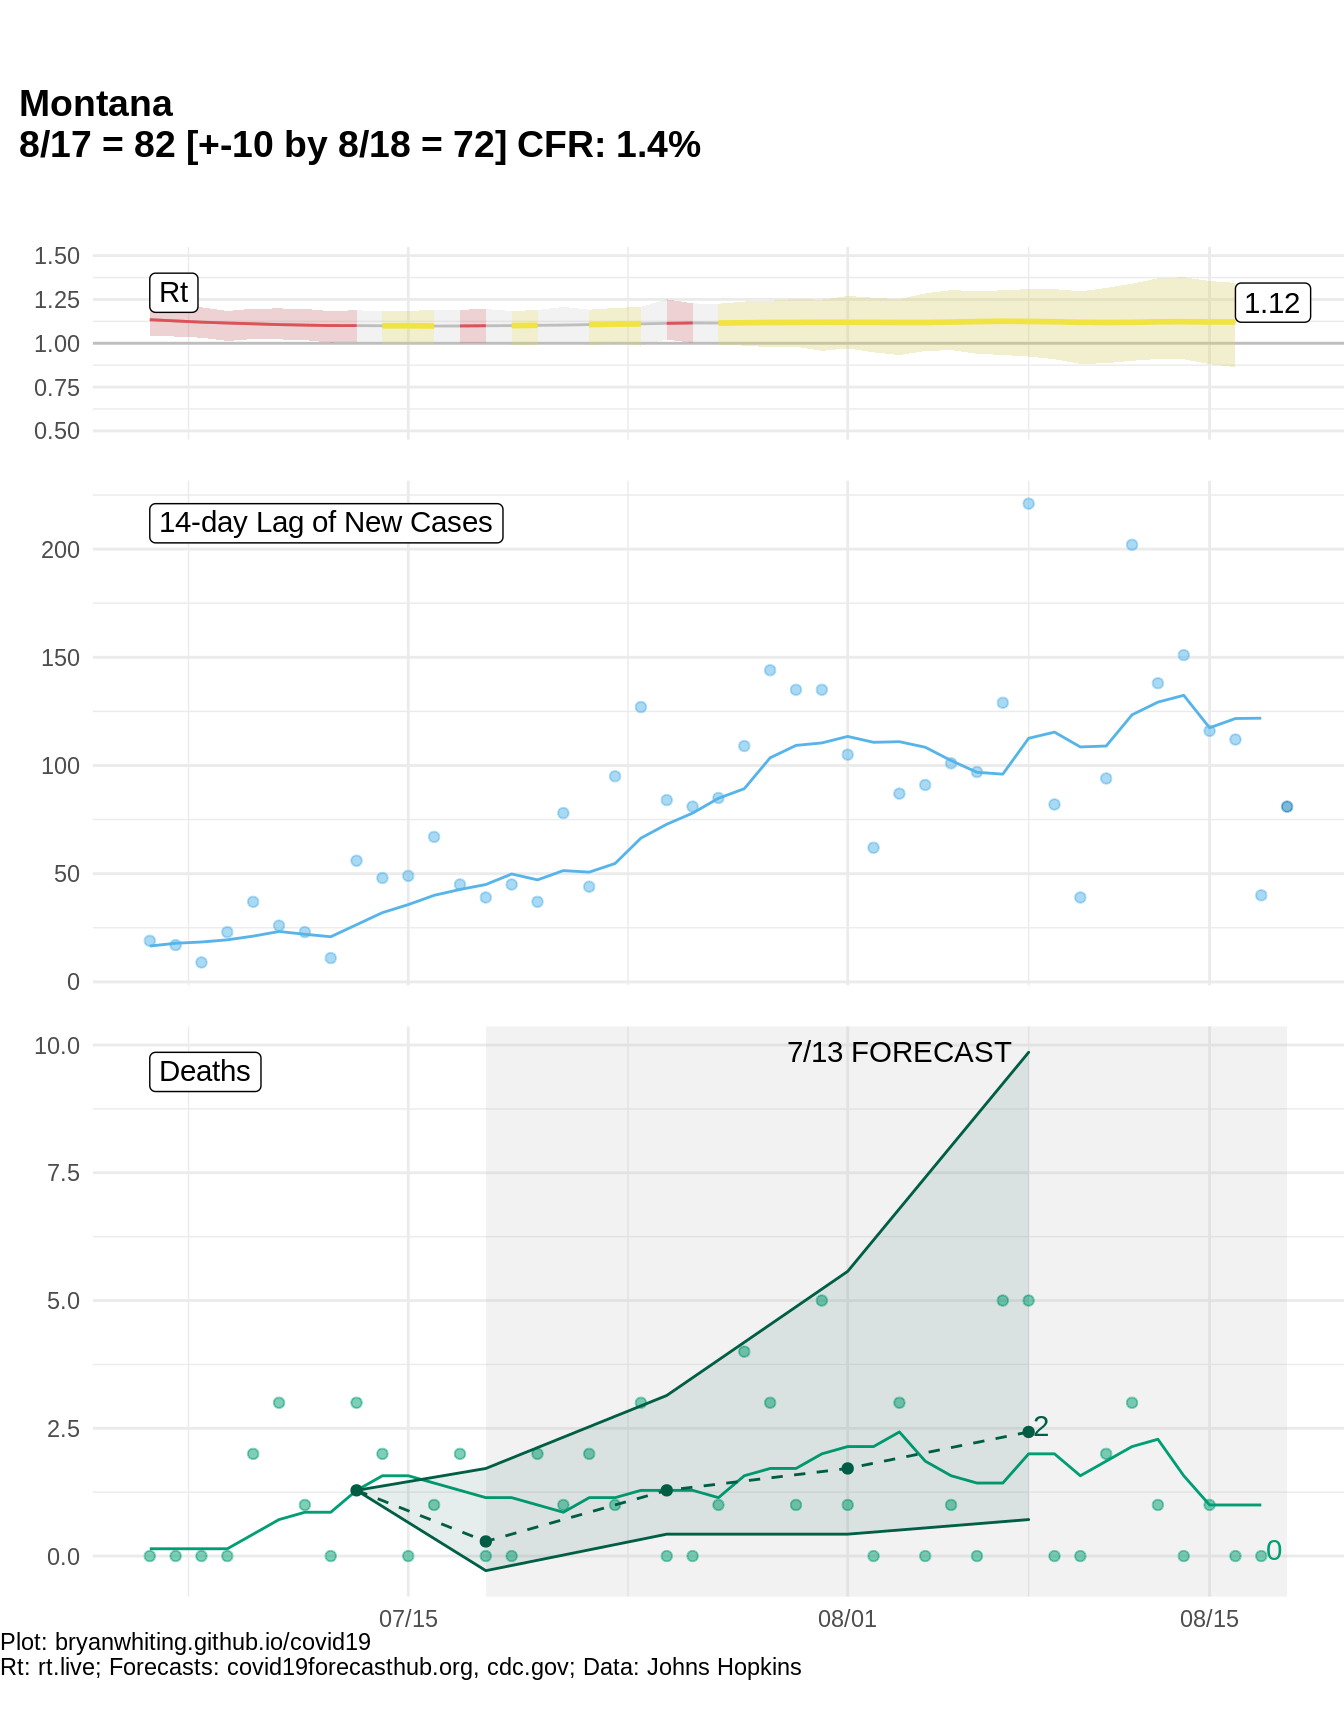 Montana
8/17 = 82 [+-10 by 8/18 = 72] CFR: 1.4%
1.50
1.25
1.00
0.75
0.50
Rt
1.12
14-day Lag of New Cases
200
150
100
50
0
10.0
7.5
5.0
2.5
0.0
Deaths
7/13 FORECAST
2
0
07/15
08/01
08/15
Plot: bryanwhiting.github.io/covid19
Rt: rt.live; Forecasts: covid19forecasthub.org, cdc.gov; Data: Johns Hopkins